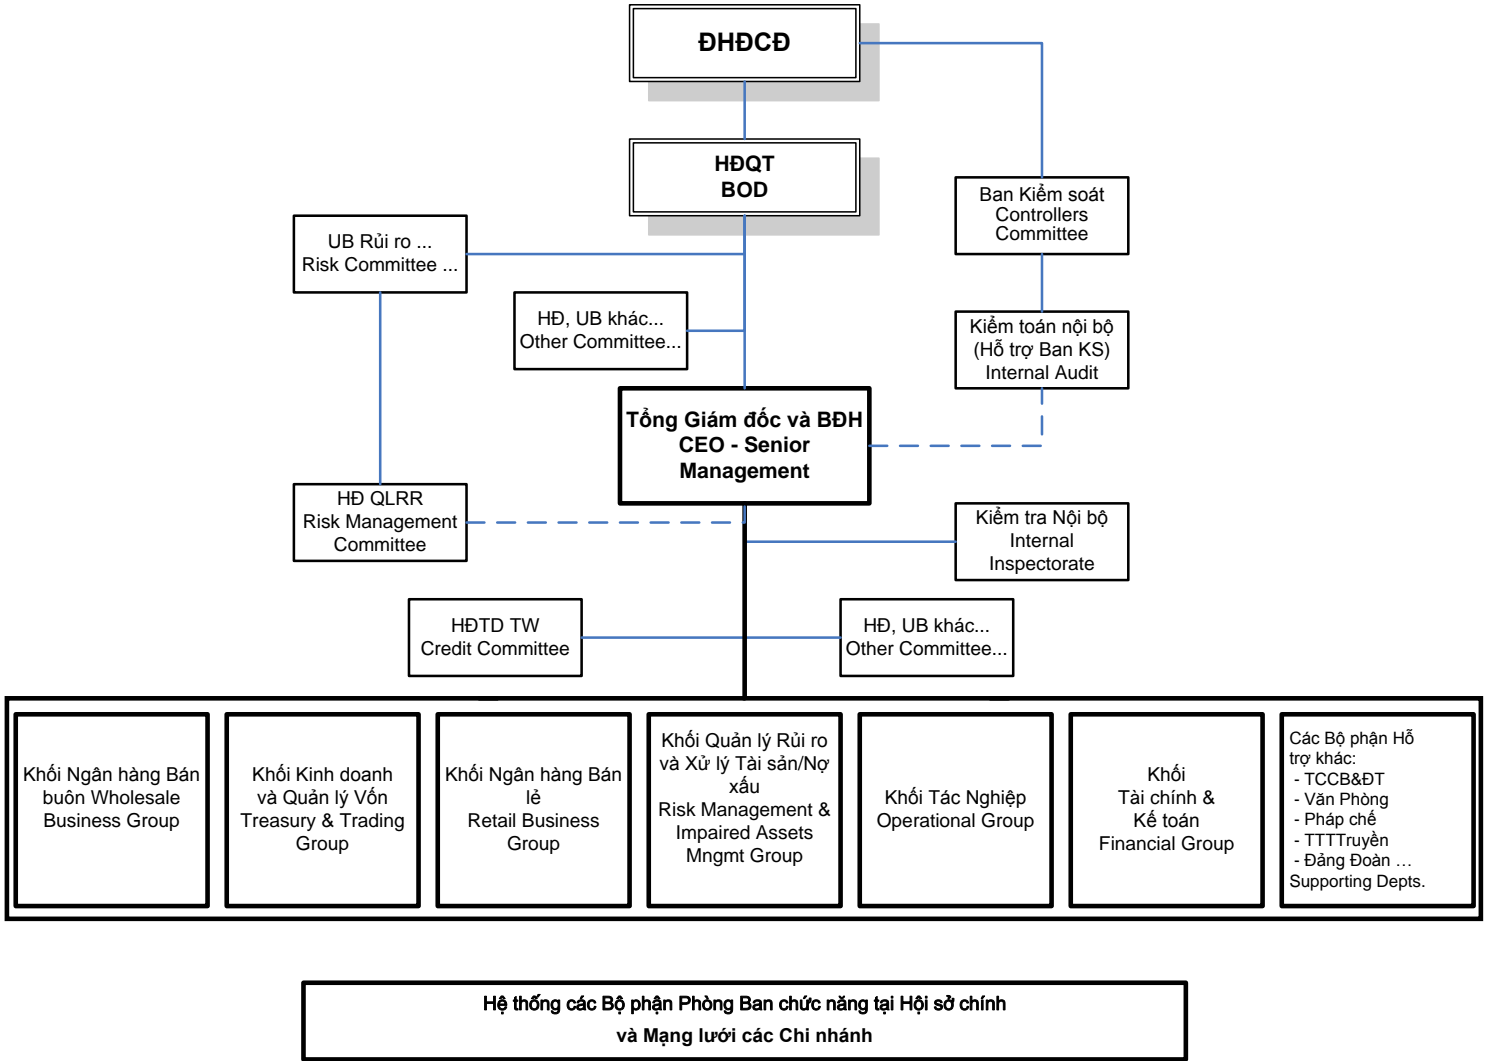 ĐHĐCĐ
HĐQT
BOD
Ban Kiểm soát
Controllers
Committee
UB Rủi ro ...
Risk Committee ...
HĐ, UB khác...
Other Committee...
Kiểm toán nội bộ
(Hỗ trợ Ban KS)
Internal Audit
Tổng Giám đốc và BĐH
CEO - Senior
Management
HĐ QLRR
Risk Management
Committee
Kiểm tra Nội bộ
Internal
Inspectorate
HĐTD TW
Credit Committee
HĐ, UB khác...
Other Committee...
Khối Ngân hàng Bán
buôn Wholesale
Business Group
Khối Kinh doanh
và Quản lý Vốn
Treasury & Trading
Group
Khối Ngân hàng Bán
lẻ
Retail Business
Group
Khối Quản lý Rủi ro
và Xử lý Tài sản/Nợ
xấu
Risk Management &
Impaired Assets
Mngmt Group
Khối Tác Nghiệp
Operational Group
Khối
Tài chính &
Kế toán
Financial Group
Các Bộ phận Hỗ
trợ khác:
- TCCB&ĐT
- Văn Phòng
- Pháp chế
- TTTTruyền
- Đảng Đoàn …
Supporting Depts.
Hệ thống các Bộ phận Phòng Ban chức năng tại Hội sở chính
và Mạng lưới các Chi nhánh